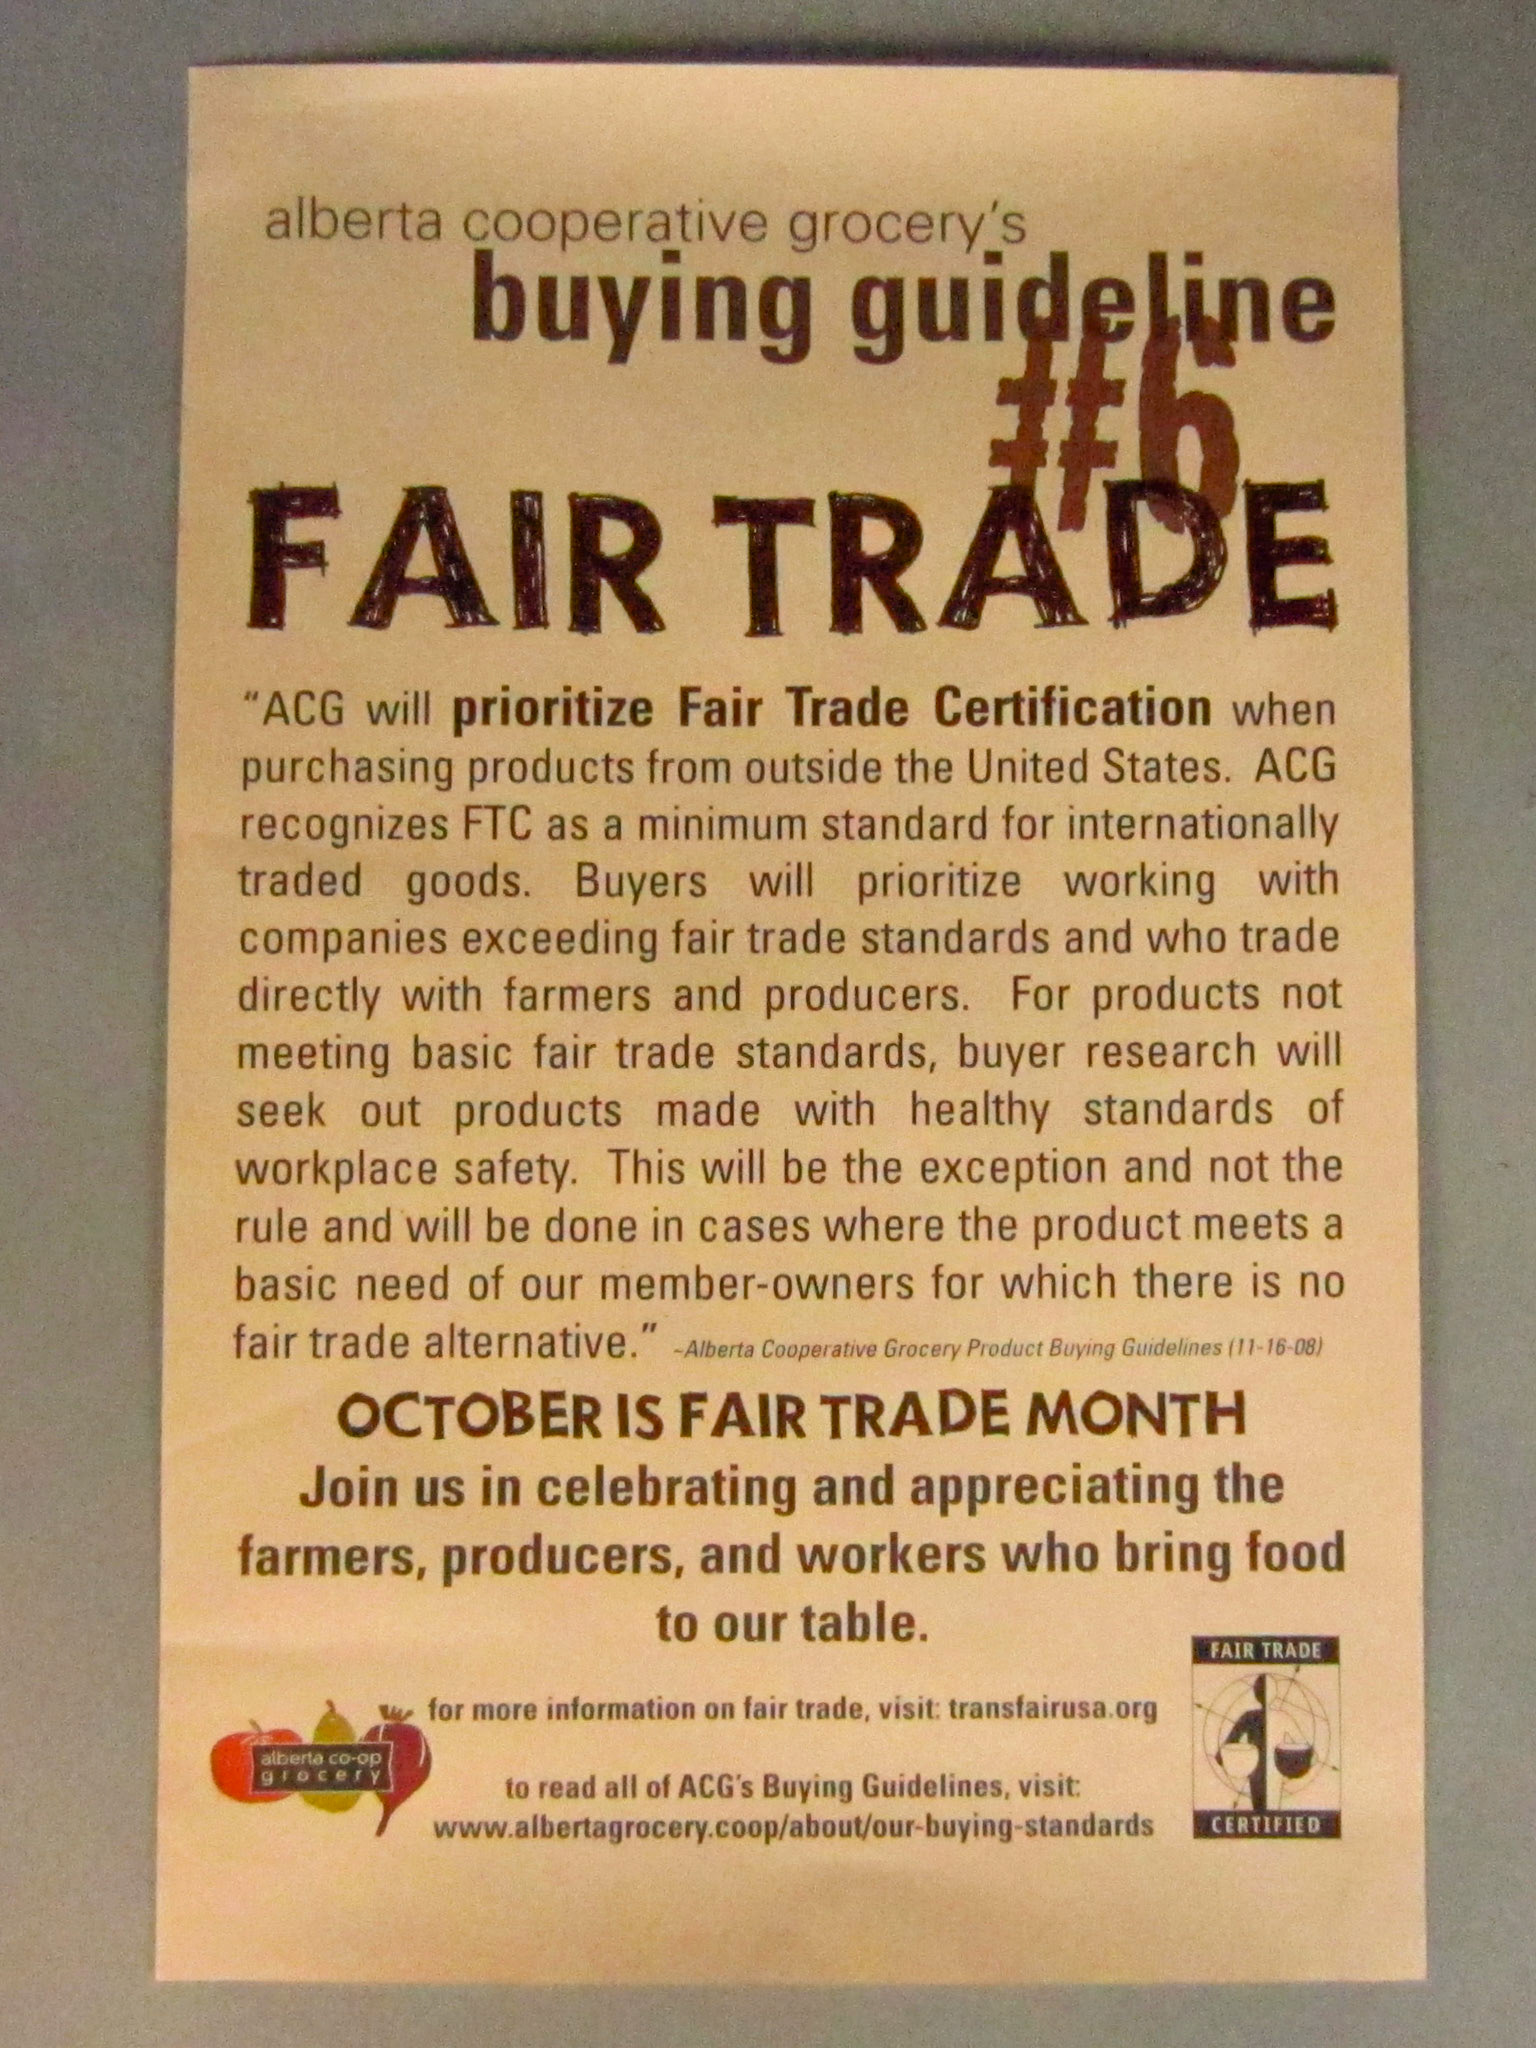 alberta cooperative grocery's
buying guideline
#6
FAIR TRADE
"ACG will prioritize Fair Trade Certification when
purchasing products from outside the United States. ACG
recognizes FTC as a minimum standard for internationally
traded goods. Buyers will prioritize working with
companies exceeding fair trade standards and who trade
directly with farmers and producers. For products not
meeting basic fair trade standards, buyer research will
seek out products made with healthy standards of
workplace safety. This will be the exception and not the
rule and will be done in cases where the product meets a
basic need of our member-owners for which there is no
fair trade alternative." ~Alberta Cooperative Grocery Product Buying Guidelines (11-16-08)
OCTOBER IS FAIR TRADE MONTH
Join us in celebrating and appreciating the
farmers, producers, and workers who bring food
to our table.
for more information on fair trade, visit: transfairusa.org
to read all of ACG's Buying Guidelines, visit:
www.albertagrocery.coop/about/our-buying-standards
alberta co-op
grocery
FAIR TRADE
CERTIFIED